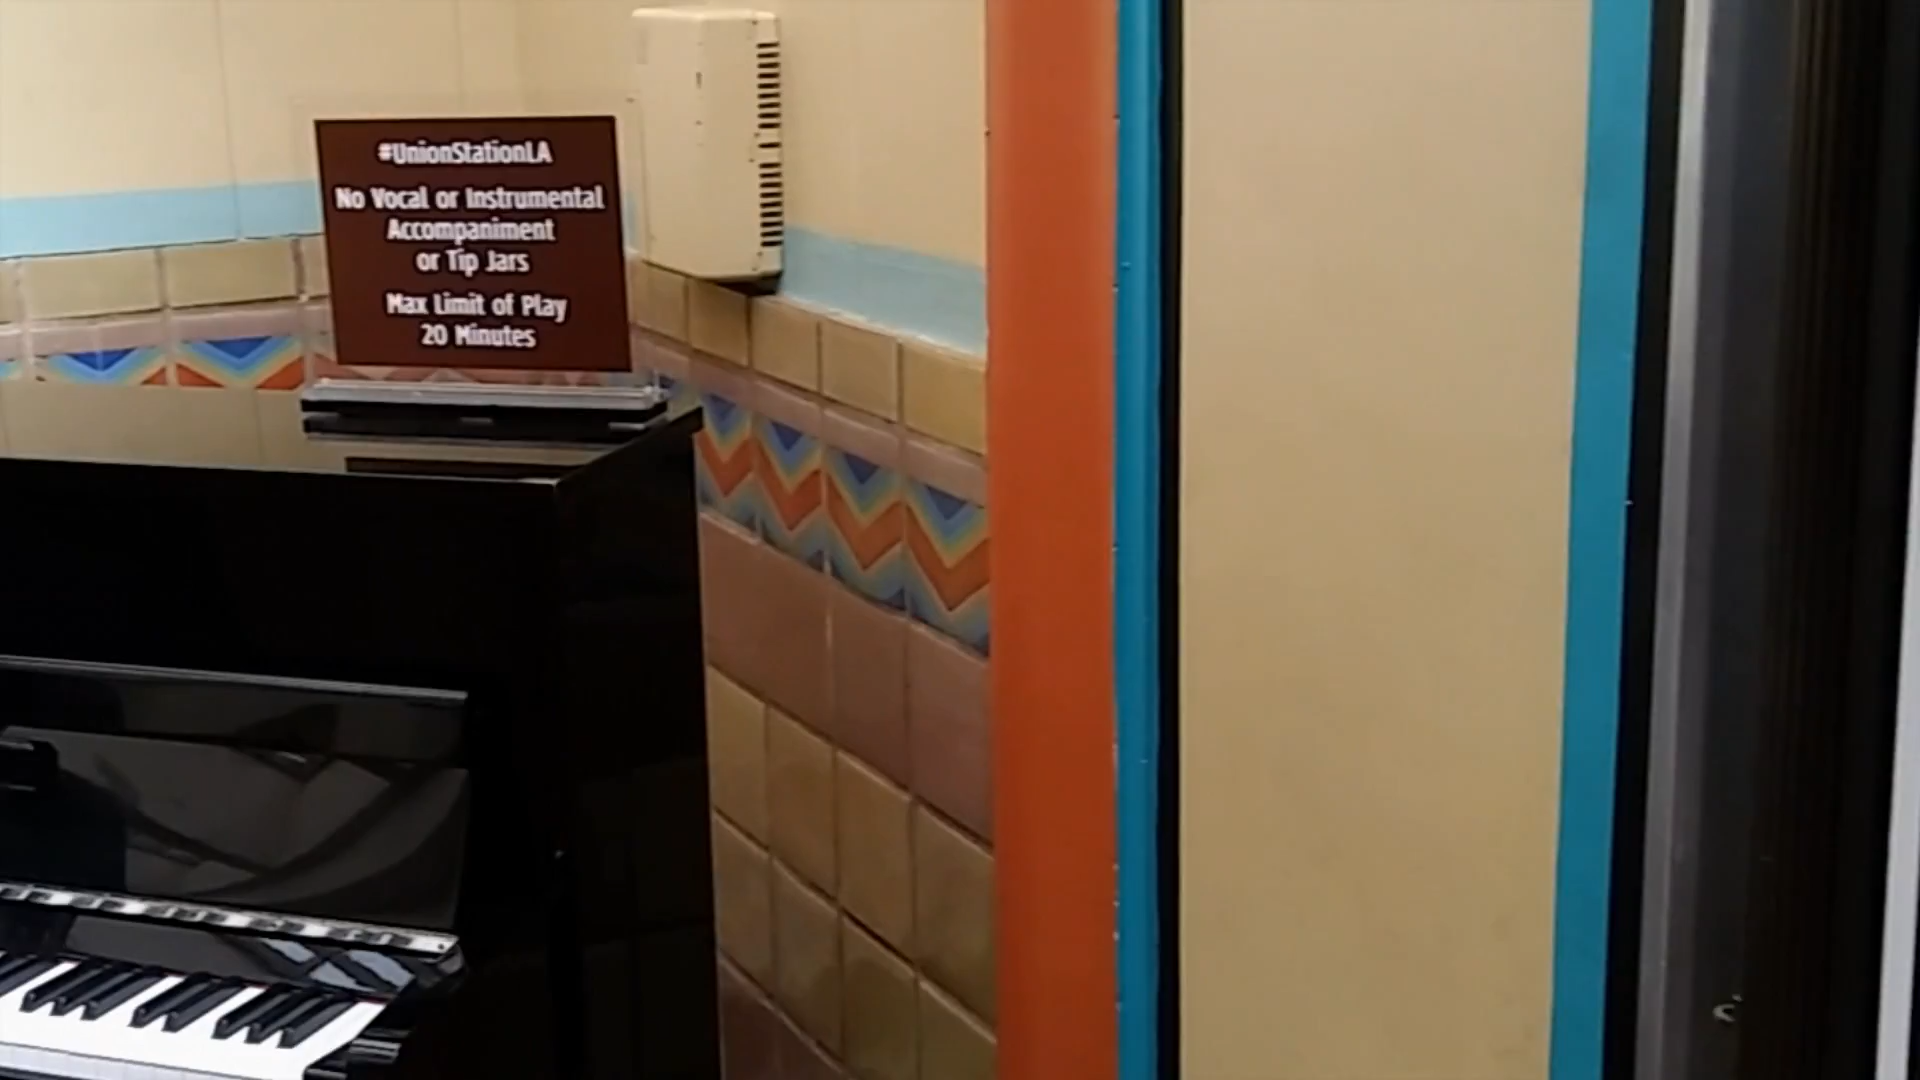 #UnionStationLA
No Vocal or Instrumental
Accompaniment
or Tip Jars
Max Limit of Play
20 Minutes